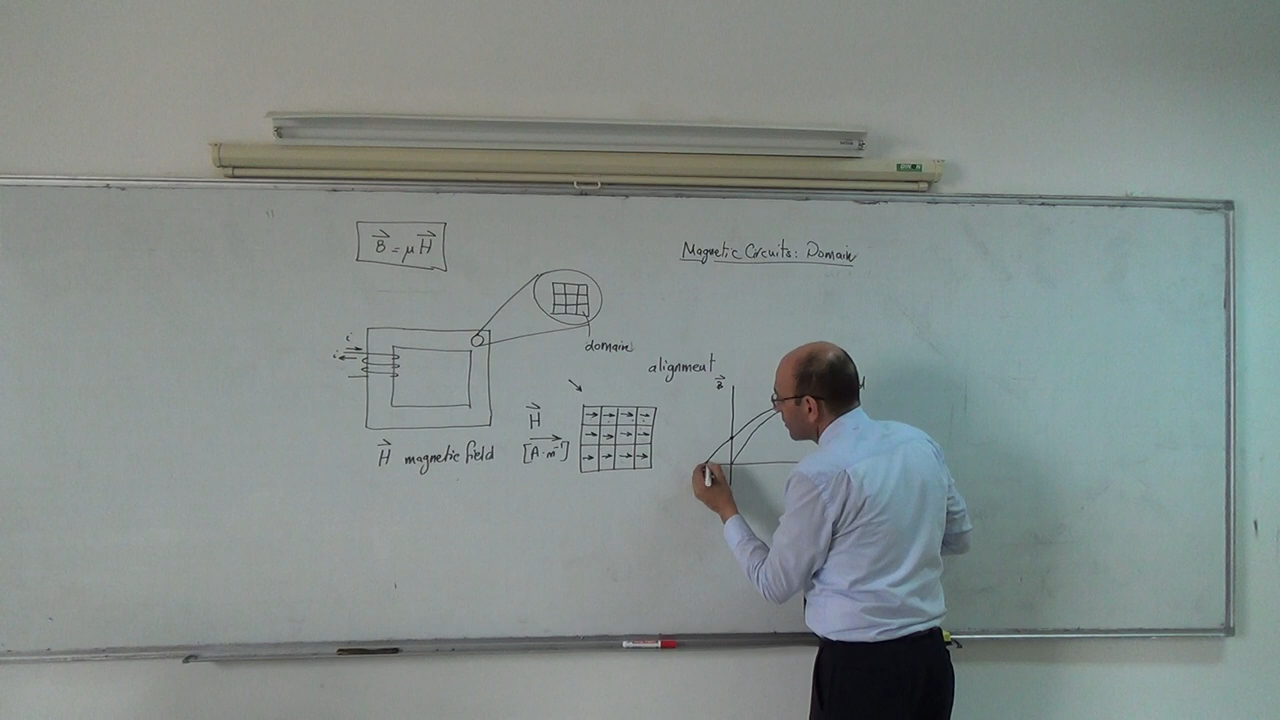 B⃗ = μH⃗
Magnetic Circuits: Domain
i
i
domain
alignment
B⃗
H⃗
[A·m⁻¹]
H⃗ magnetic field